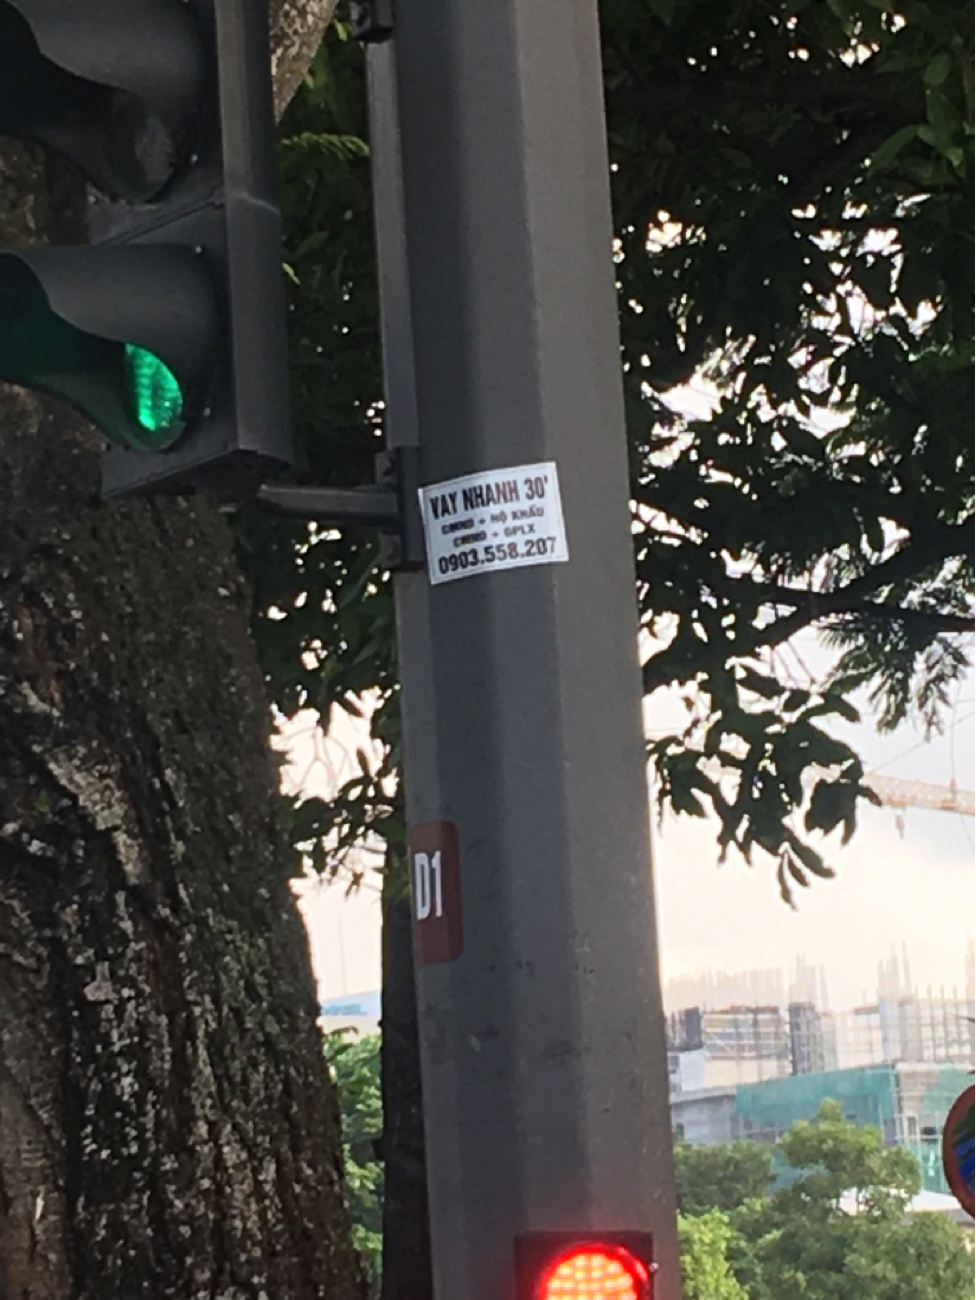 VAY NHANH 30'
CMND + HỘ KHẨU
CMND + GPLX
0903.558.207
D1